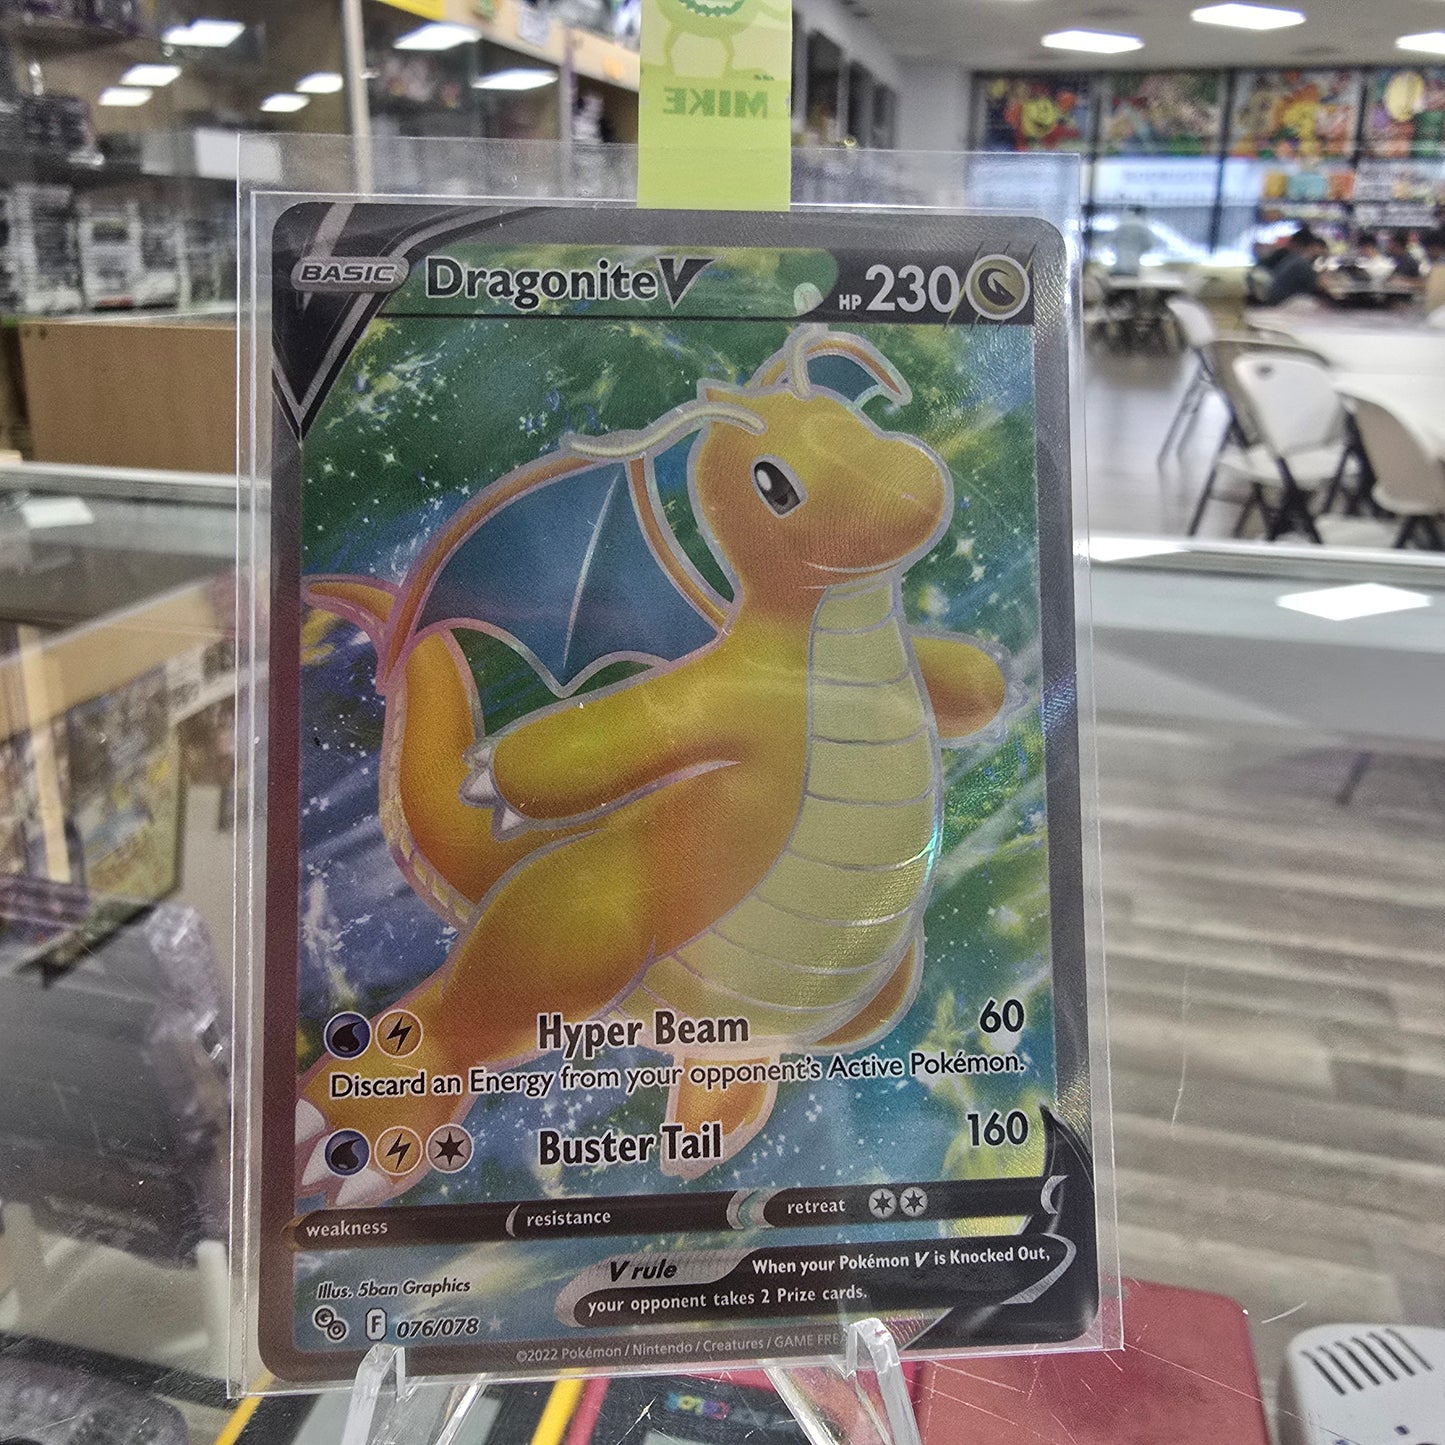 MIKE
BASIC Dragonite V HP 230
Hyper Beam 60
Discard an Energy from your opponent's Active Pokémon.
Buster Tail 160
weakness resistance retreat
V rule When your Pokémon V is Knocked Out,
your opponent takes 2 Prize cards.
Illus. 5ban Graphics
GO F 076/078
©2022 Pokémon / Nintendo / Creatures / GAME FREA